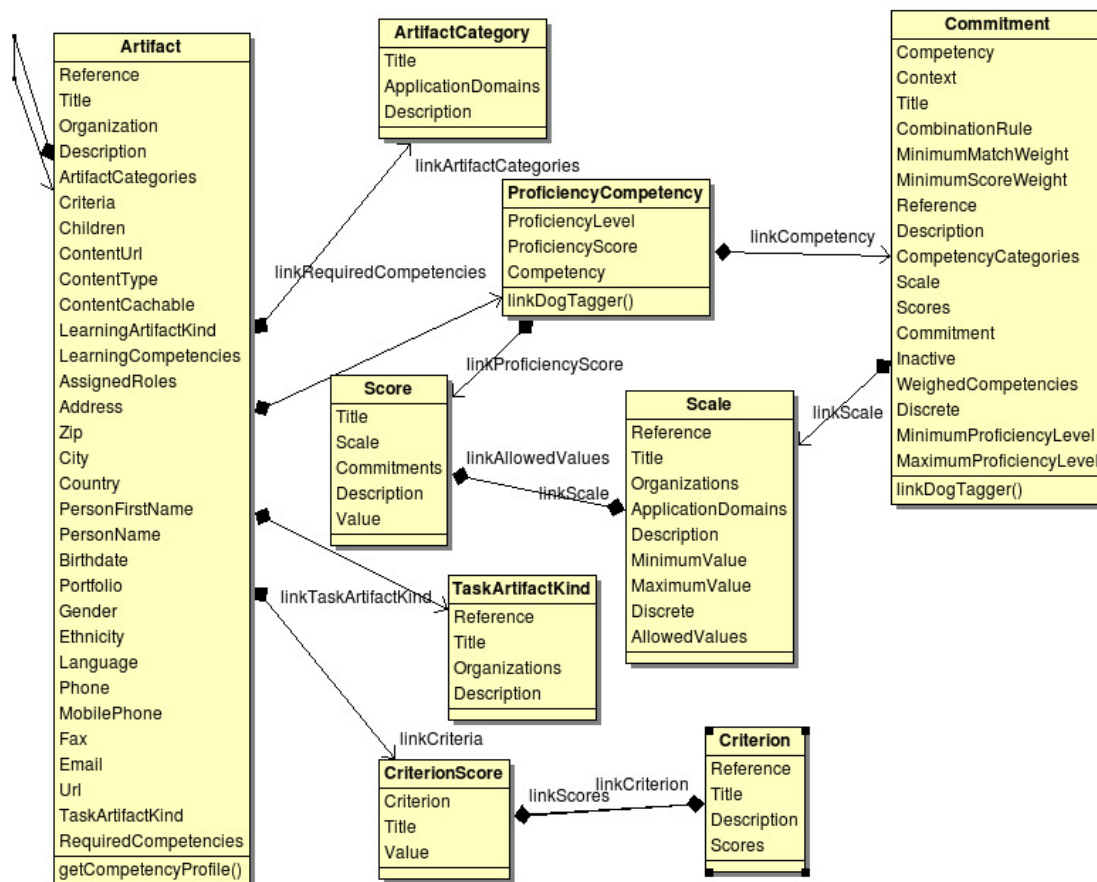 Artifact
Reference
Title
Organization
Description
ArtifactCategories
Criteria
Children
ContentUrl
ContentType
ContentCachable
LearningArtifactKind
LearningCompetencies
AssignedRoles
Address
Zip
City
Country
PersonFirstName
PersonName
Birthdate
Portfolio
Gender
Ethnicity
Language
Phone
MobilePhone
Fax
Email
Url
TaskArtifactKind
RequiredCompetencies
getCompetencyProfile()
ArtifactCategory
Title
ApplicationDomains
Description
linkArtifactCategories
ProficiencyCompetency
ProficiencyLevel
ProficiencyScore
Competency
linkDogTagger()
linkRequiredCompetencies
linkCompetency
linkProficiencyScore
Commitment
Competency
Context
Title
CombinationRule
MinimumMatchWeight
MinimumScoreWeight
Reference
Description
CompetencyCategories
Scale
Scores
Commitment
Inactive
WeighedCompetencies
Discrete
MinimumProficiencyLevel
MaximumProficiencyLevel
linkDogTagger()
linkScale
Score
Title
Scale
Commitments
Description
Value
linkAllowedValues
linkScale
Scale
Reference
Title
Organizations
ApplicationDomains
Description
MinimumValue
MaximumValue
Discrete
AllowedValues
linkTaskArtifactKind
TaskArtifactKind
Reference
Title
Organizations
Description
linkCriteria
CriterionScore
Criterion
Title
Value
linkScores
linkCriterion
Criterion
Reference
Title
Description
Scores